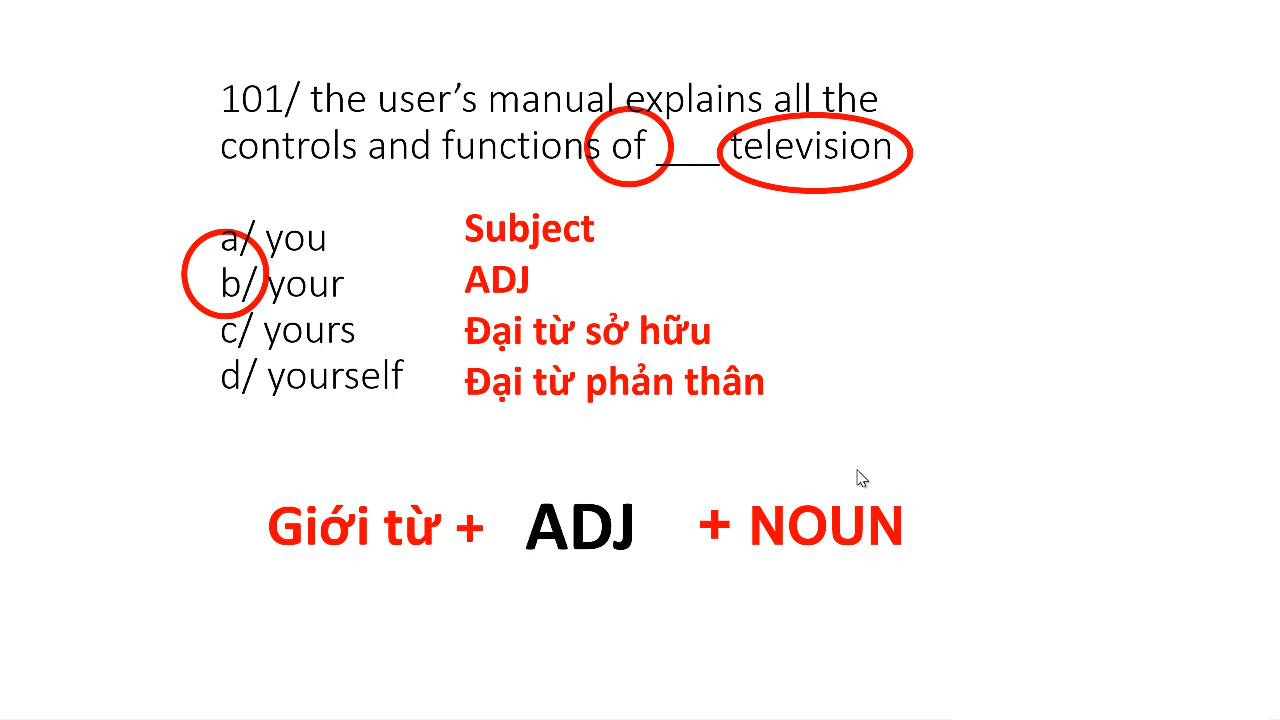 101/ the user’s manual explains all the
controls and functions of ____ television
a/ you
b/ your
c/ yours
d/ yourself
Subject
ADJ
Đại từ sở hữu
Đại từ phản thân
Giới từ + ADJ + NOUN